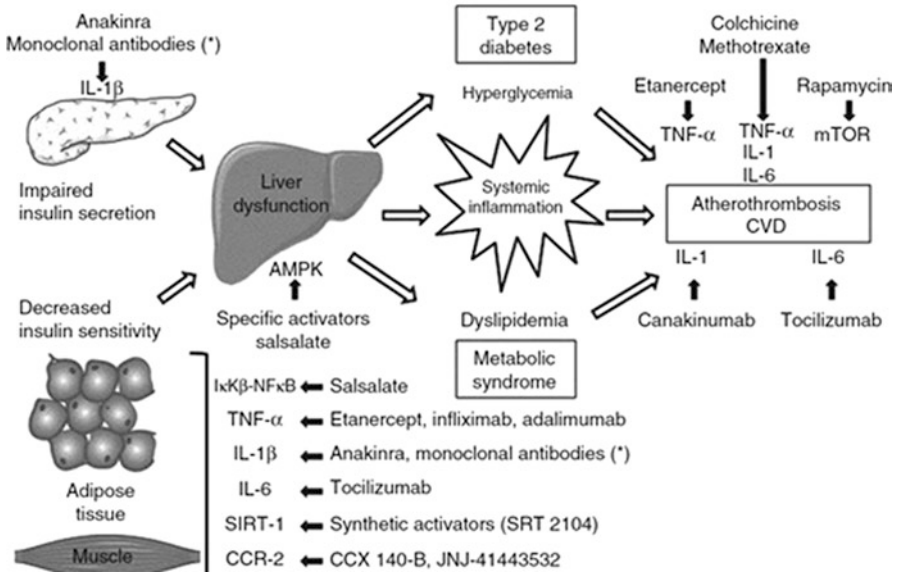 Anakinra
Monoclonal antibodies (*)
IL-1β
Impaired
insulin secretion
Decreased
insulin sensitivity
Adipose
tissue
Muscle
Liver
dysfunction
AMPK
Specific activators
salsalate
Type 2
diabetes
Hyperglycemia
Systemic
inflammation
Dyslipidemia
Metabolic
syndrome
Colchicine
Methotrexate
Etanercept
Rapamycin
TNF-α
TNF-α
IL-1
IL-6
mTOR
Atherothrombosis
CVD
IL-1
IL-6
Canakinumab
Tocilizumab
IκKβ-NFκB Salsalate
TNF-α Etanercept, infliximab, adalimumab
IL-1β Anakinra, monoclonal antibodies (*)
IL-6 Tocilizumab
SIRT-1 Synthetic activators (SRT 2104)
CCR-2 CCX 140-B, JNJ-41443532